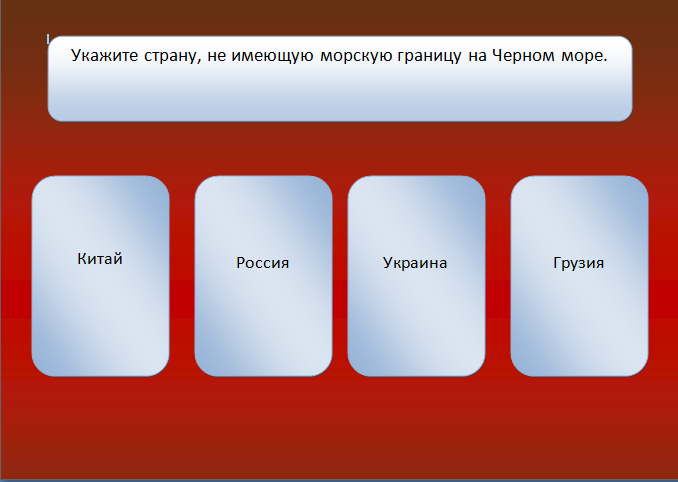 Укажите страну, не имеющую морскую границу на Черном море.
Китай
Россия
Украина
Грузия